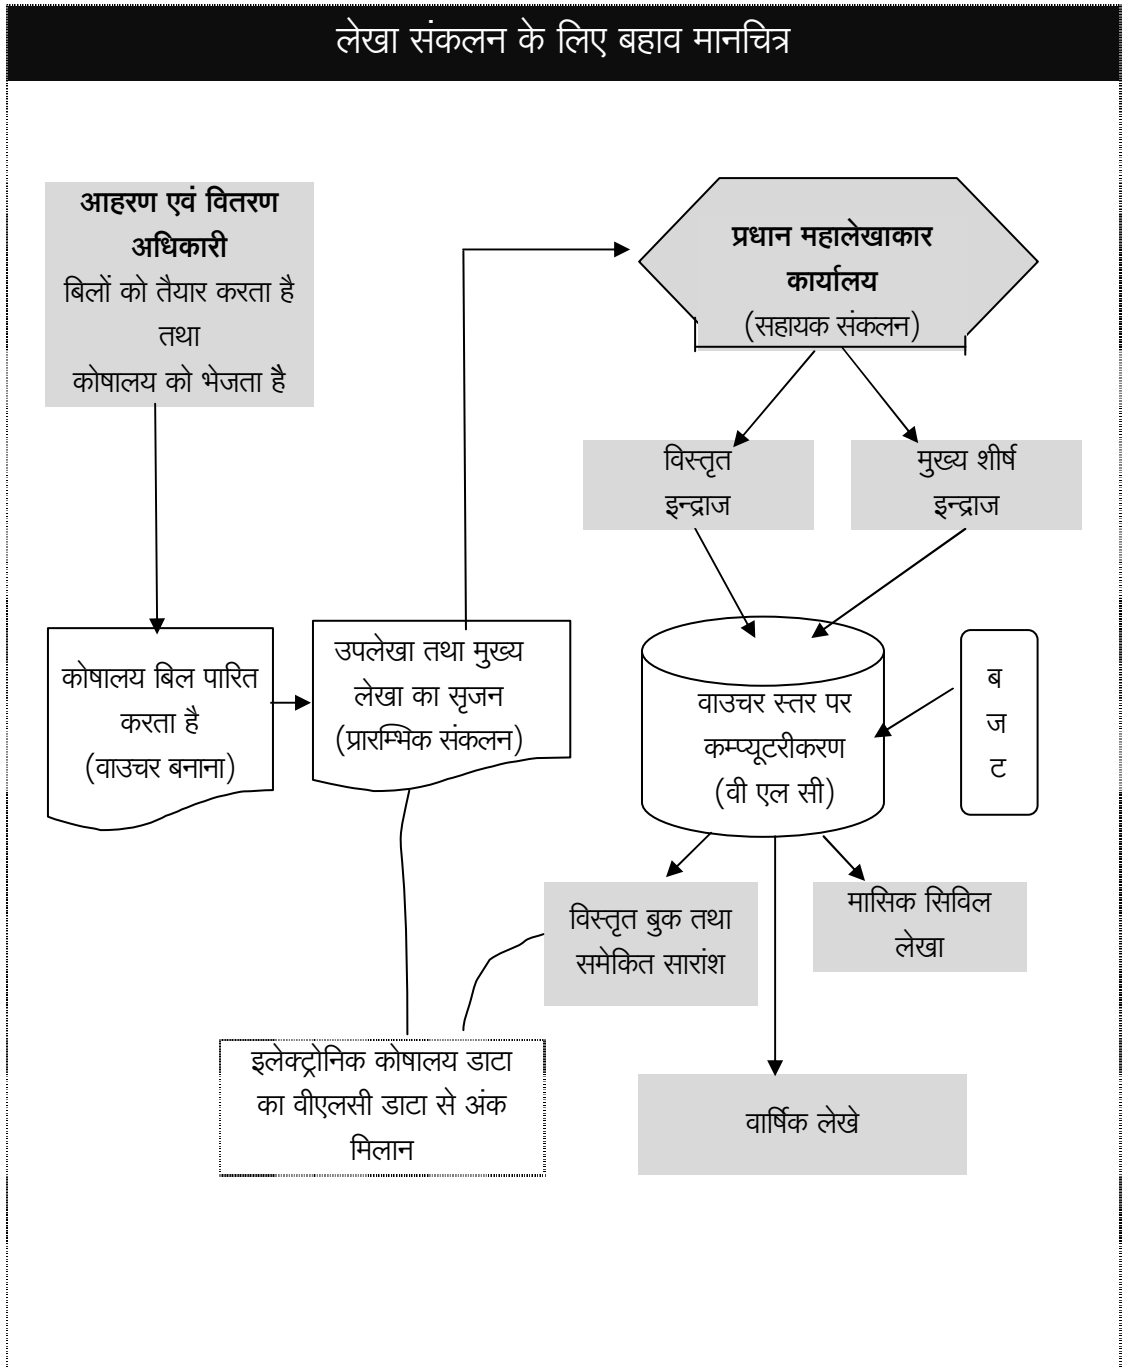 लेखा संकलन के लिए बहाव मानचित्र
आहरण एवं वितरण
अधिकारी
बिलों को तैयार करता है
तथा
कोषालय को भेजता है
प्रधान महालेखाकार
कार्यालय
(सहायक संकलन)
विस्तृत
इन्द्राज
मुख्य शीर्ष
इन्द्राज
कोषालय बिल पारित
करता है
(वाउचर बनाना)
उपलेखा तथा मुख्य
लेखा का सृजन
(प्रारम्भिक संकलन)
वाउचर स्तर पर
कम्प्यूटरीकरण
(वी एल सी)
ब
ज
ट
विस्तृत बुक तथा
समेकित सारांश
मासिक सिविल
लेखा
इलेक्ट्रोनिक कोषालय डाटा
का वीएलसी डाटा से अंक
मिलान
वार्षिक लेखे